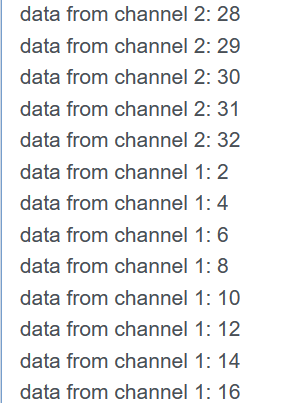 data from channel 2: 28
data from channel 2: 29
data from channel 2: 30
data from channel 2: 31
data from channel 2: 32
data from channel 1: 2
data from channel 1: 4
data from channel 1: 6
data from channel 1: 8
data from channel 1: 10
data from channel 1: 12
data from channel 1: 14
data from channel 1: 16